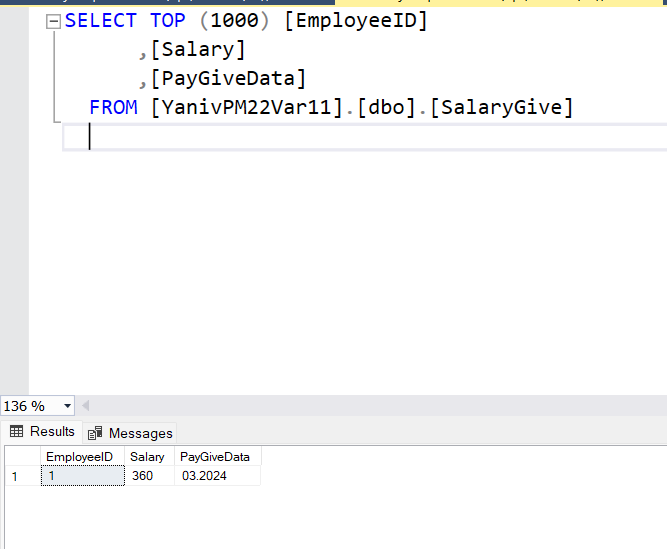 SELECT TOP (1000) [EmployeeID]
,[Salary]
,[PayGiveData]
FROM [YanivPM22Var11].[dbo].[SalaryGive]
136 %
Results Messages
EmployeeID Salary PayGiveData
1 1 360 03.2024